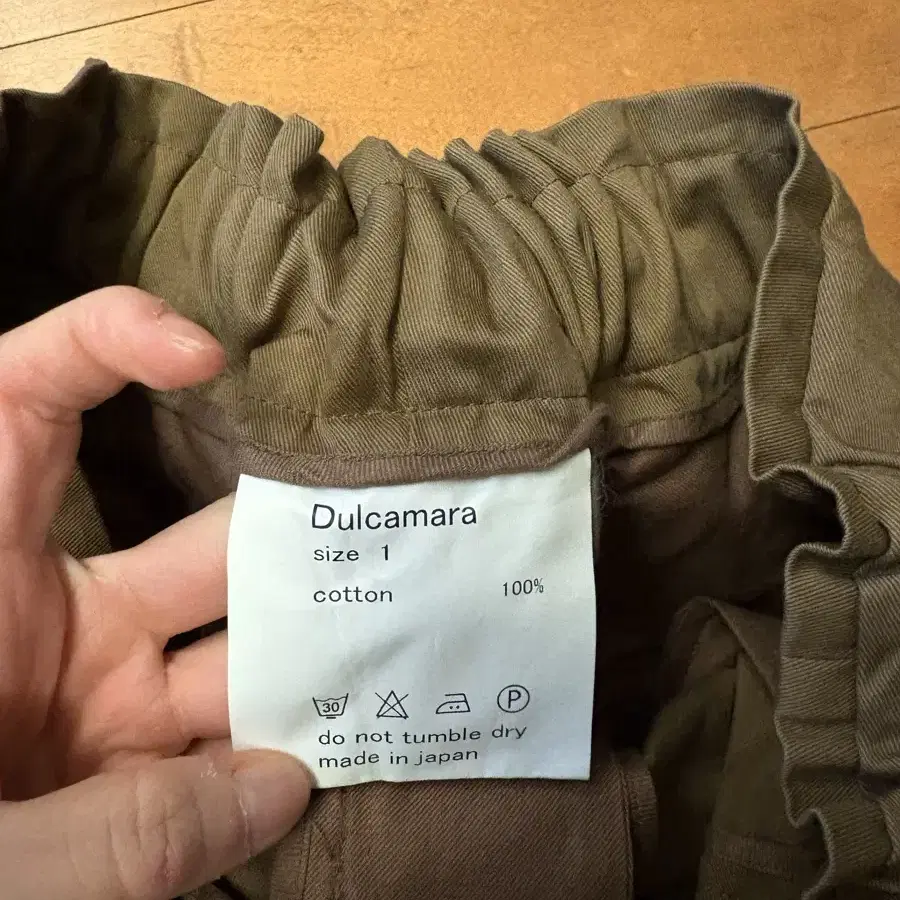 Dulcamara
size 1
cotton 100%
30 P
do not tumble dry
made in japan